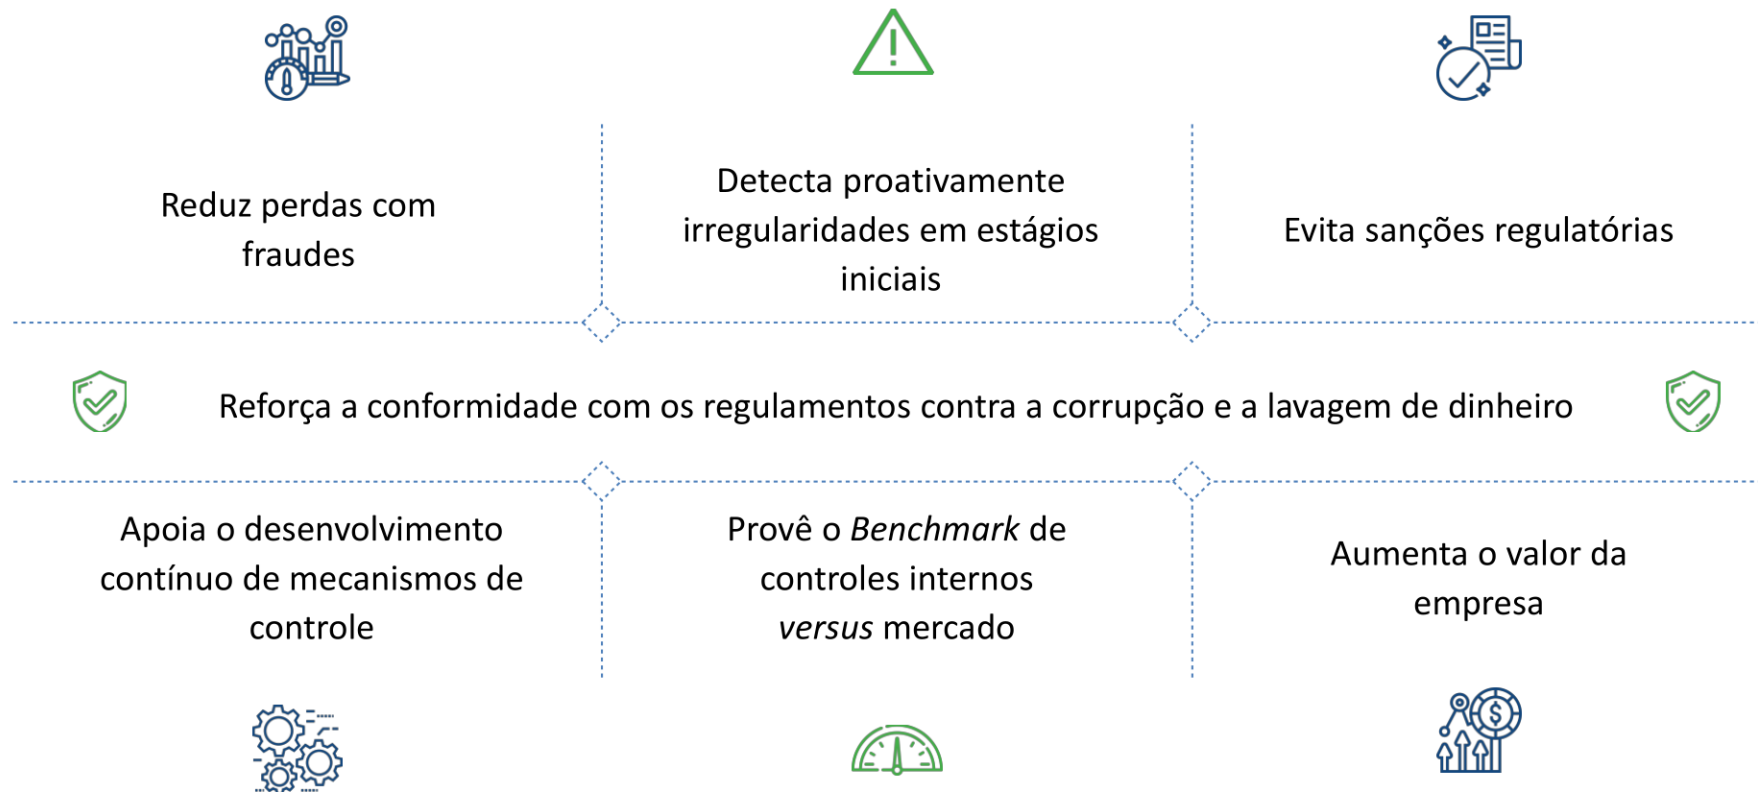 Reduz perdas com
fraudes
Detecta proativamente
irregularidades em estágios
iniciais
Evita sanções regulatórias
Reforça a conformidade com os regulamentos contra a corrupção e a lavagem de dinheiro
Apoia o desenvolvimento
contínuo de mecanismos de
controle
Provê o Benchmark de
controles internos
versus mercado
Aumenta o valor da
empresa